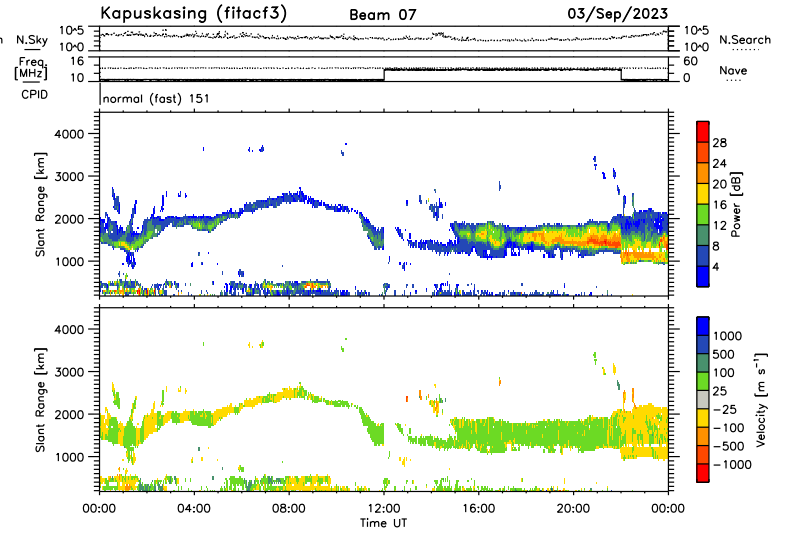 Kapuskasing (fitacf3) Beam 07 03/Sep/2023
N.Sky 10^5 10^5 N.Search
10^0 10^0
Freq. 16 60 Nave
[MHz] 10 0
8
CPID normal (fast) 151
4000
3000
2000
1000
Slant Range [km]
28
24
20
16
12
8
4
Power [dB]
4000
3000
2000
1000
Slant Range [km]
1000
500
100
25
-25
-100
-500
-1000
Velocity [m s⁻¹]
00:00 04:00 08:00 12:00 16:00 20:00 00:00
Time UT